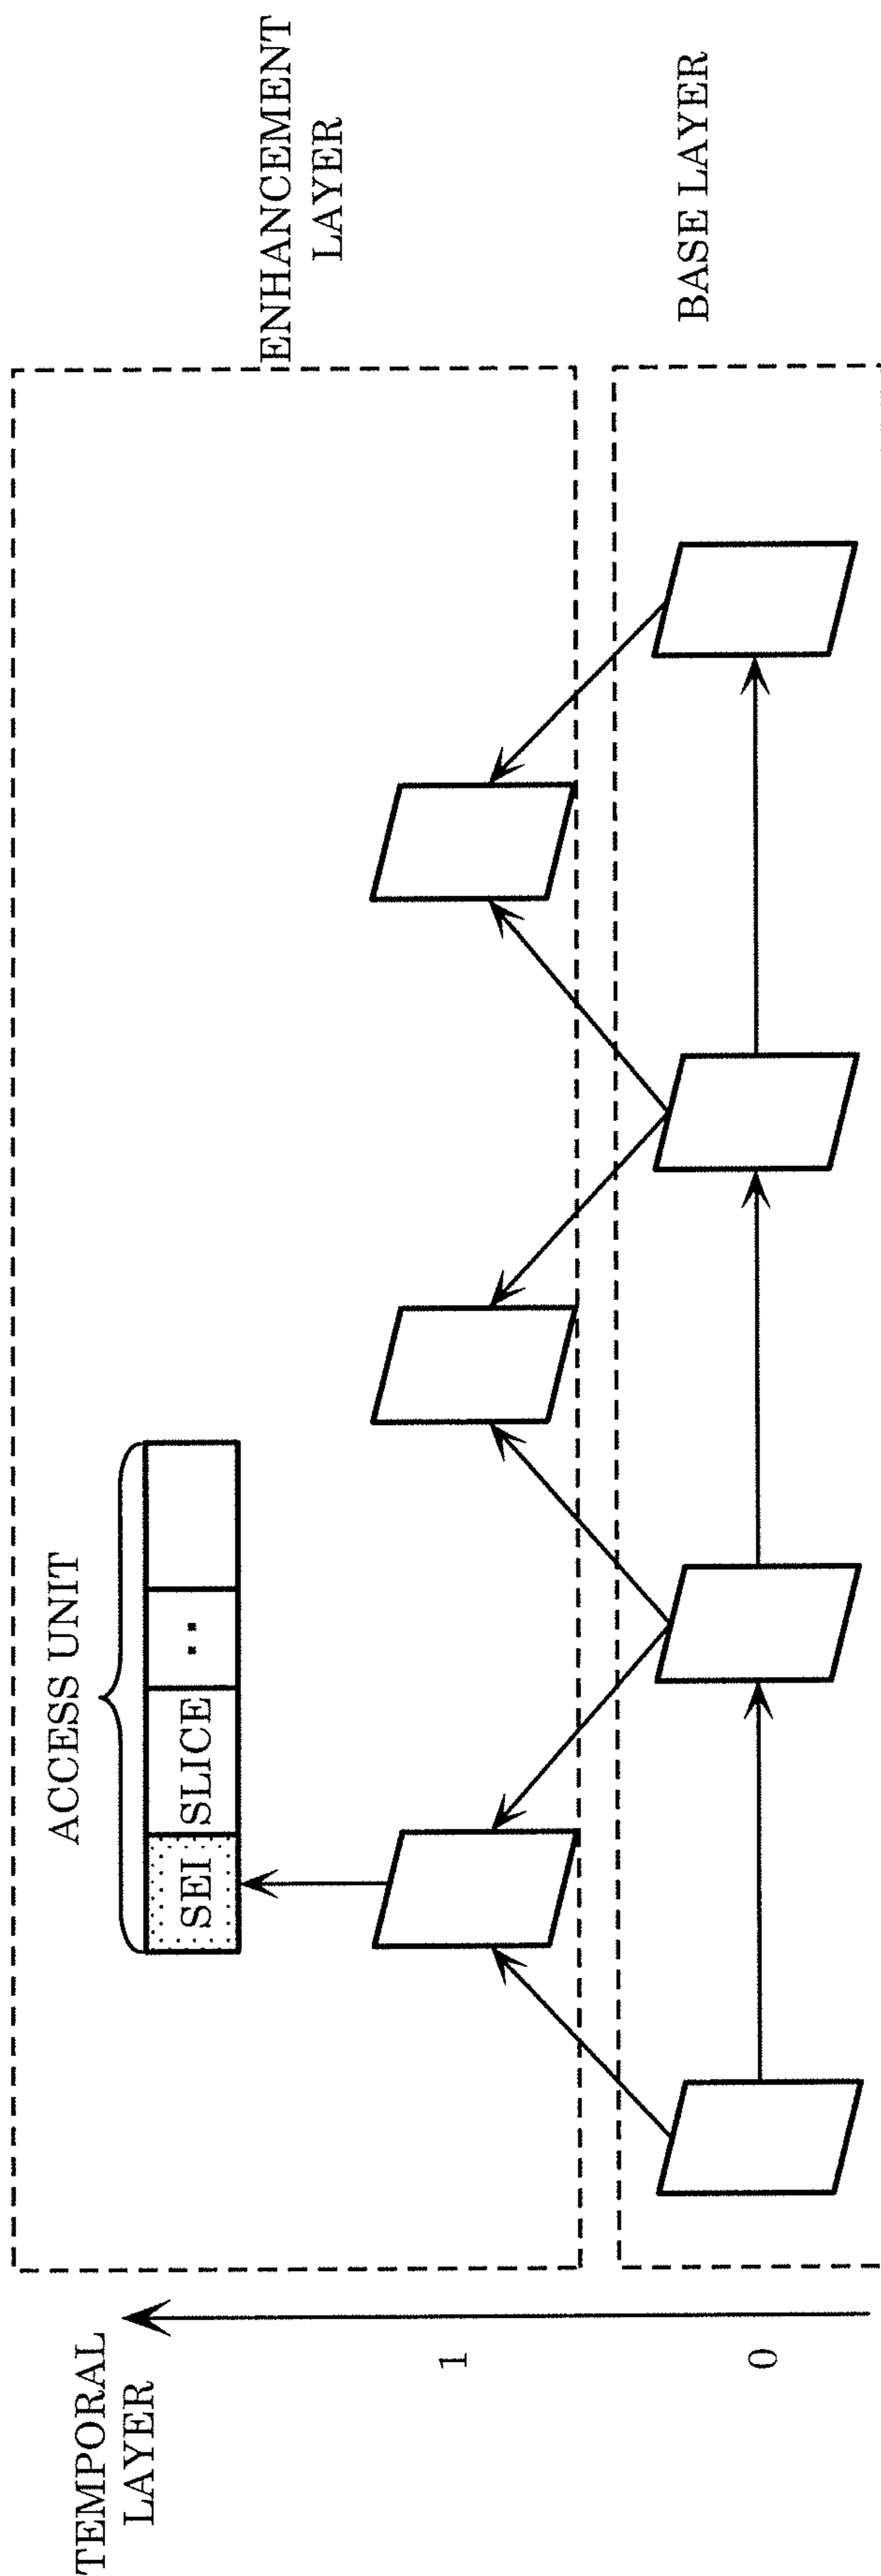 TEMPORAL
LAYER
1
0
ACCESS UNIT
SEI
SLICE
..
ENHANCEMENT
LAYER
BASE LAYER